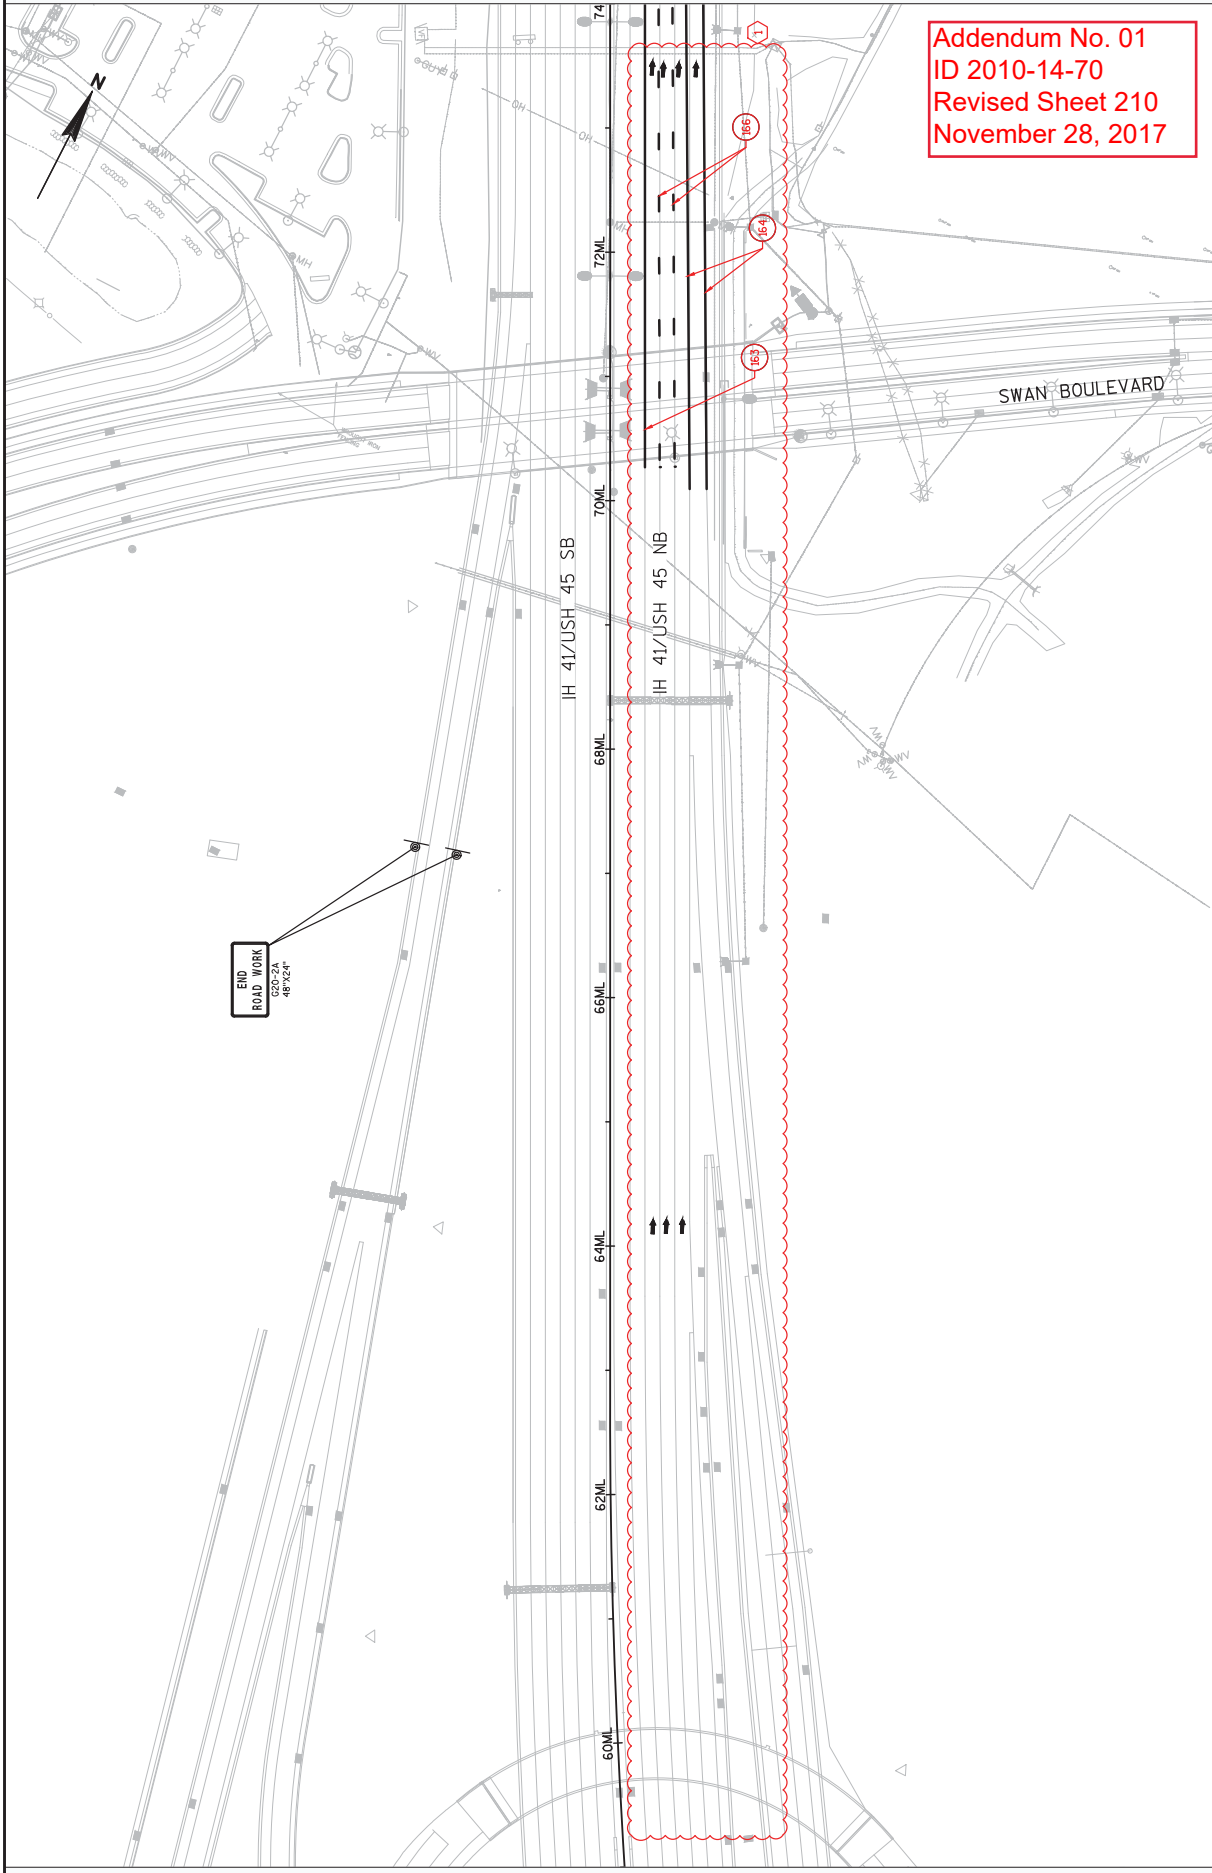 Addendum No. 01
ID 2010-14-70
Revised Sheet 210
November 28, 2017
N
74
1
166
164
163
MH
MH
OH
OH
WV
72ML
SWAN BOULEVARD
70ML
IH 41/USH 45 SB
IH 41/USH 45 NB
WV
WV
WV
68ML
END
ROAD WORK
G20-2A
48"X24"
66ML
64ML
62ML
60ML